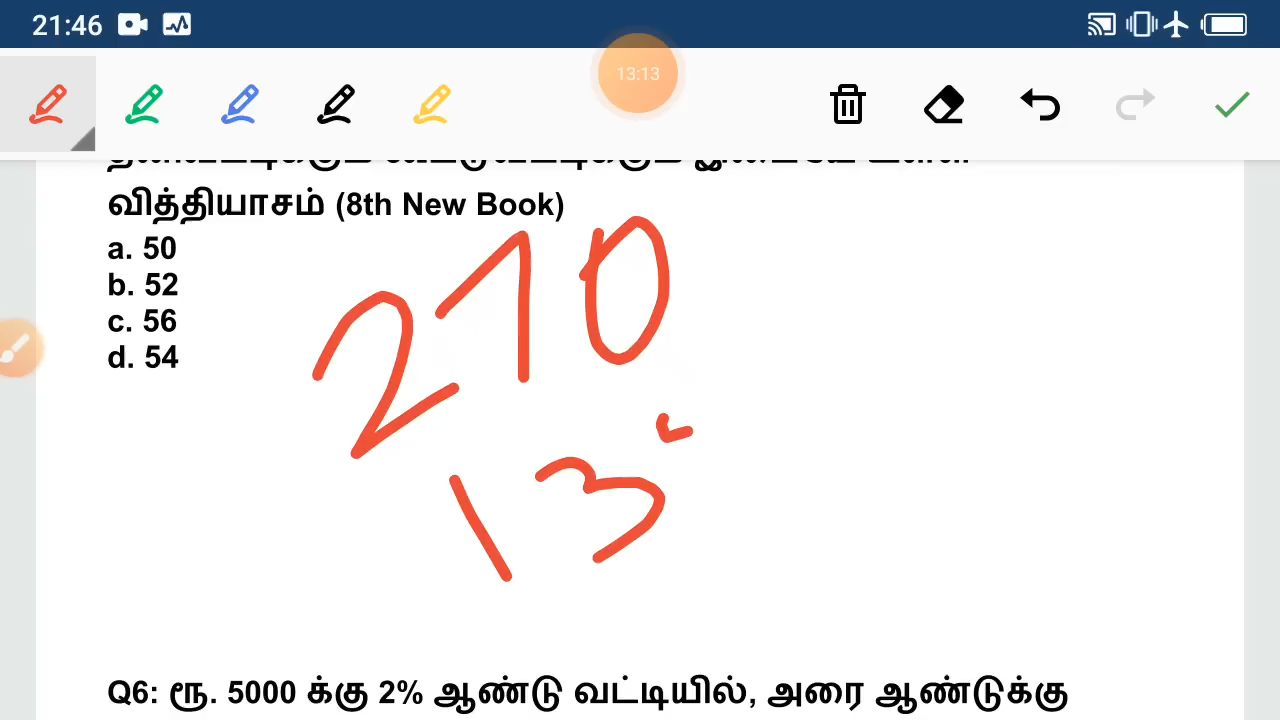 21:46
13:13
வித்தியாசம் (8th New Book)
a. 50
b. 52
c. 56
d. 54
270
13
Q6: ரூ. 5000 க்கு 2% ஆண்டு வட்டியில், அரை ஆண்டுக்கு